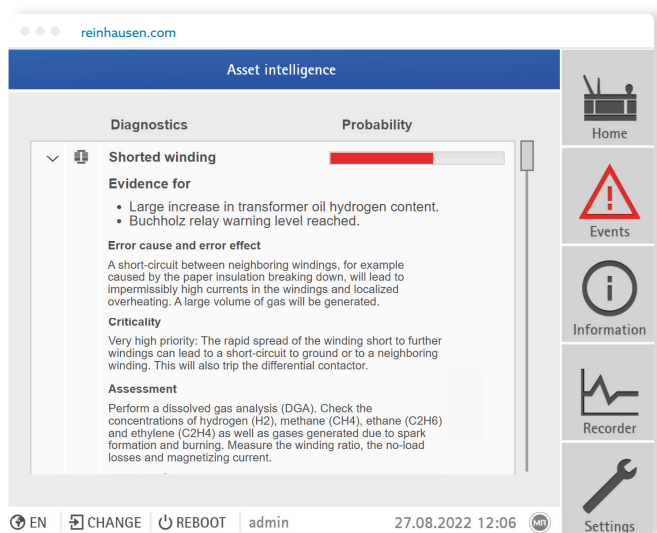 reinhausen.com
Asset intelligence
Diagnostics Probability
Shorted winding
Evidence for
• Large increase in transformer oil hydrogen content.
• Buchholz relay warning level reached.
Error cause and error effect
A short-circuit between neighboring windings, for example
caused by the paper insulation breaking down, will lead to
impermissibly high currents in the windings and localized
overheating. A large volume of gas will be generated.
Criticality
Very high priority: The rapid spread of the winding short to further
windings can lead to a short-circuit to ground or to a neighboring
winding. This will also trip the differential contactor.
Assessment
Perform a dissolved gas analysis (DGA). Check the
concentrations of hydrogen (H2), methane (CH4), ethane (C2H6)
and ethylene (C2H4) as well as gases generated due to spark
formation and burning. Measure the winding ratio, the no-load
losses and magnetizing current.
Home
Events
Information
Recorder
Settings
EN CHANGE REBOOT admin 27.08.2022 12:06 MR